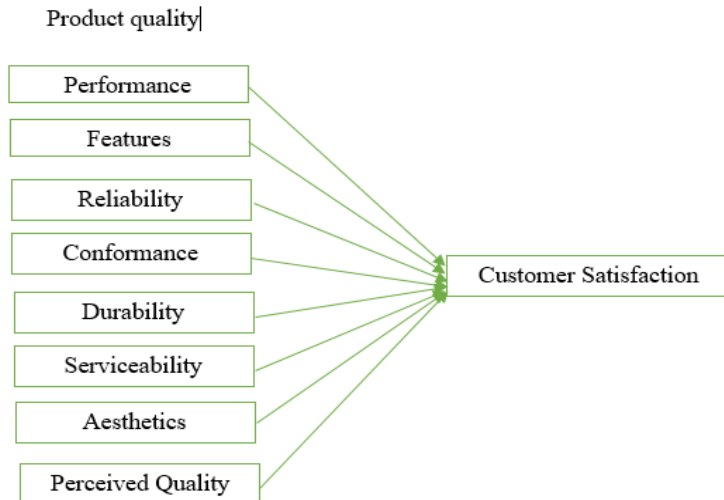 Product quality
Performance
Features
Reliability
Conformance
Durability
Serviceability
Aesthetics
Perceived Quality
Customer Satisfaction